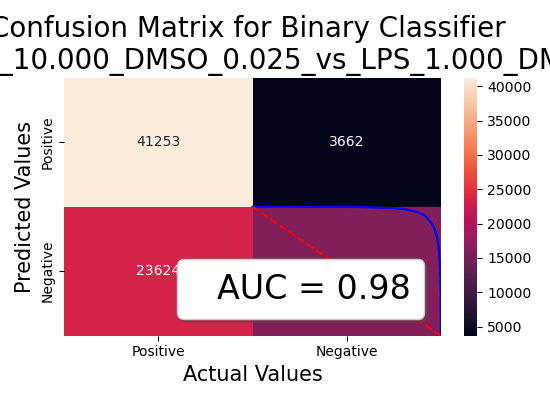 Confusion Matrix for Binary Classifier
_10.000_DMSO_0.025_vs_LPS_1.000_DM
Predicted Values
Positive
Negative
41253
3662
23624
AUC = 0.98
Positive
Negative
Actual Values
40000
35000
30000
25000
20000
15000
10000
5000